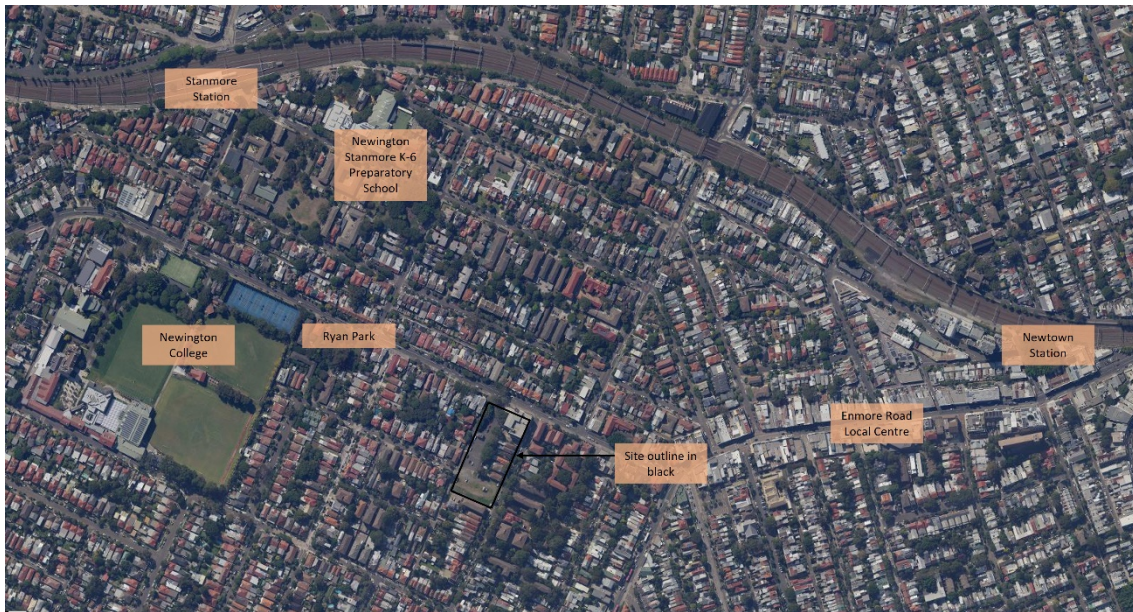 Stanmore
Station
Newington
Stanmore K-6
Preparatory
School
Newington
College
Ryan Park
Newtown
Station
Enmore Road
Local Centre
Site outline in
black